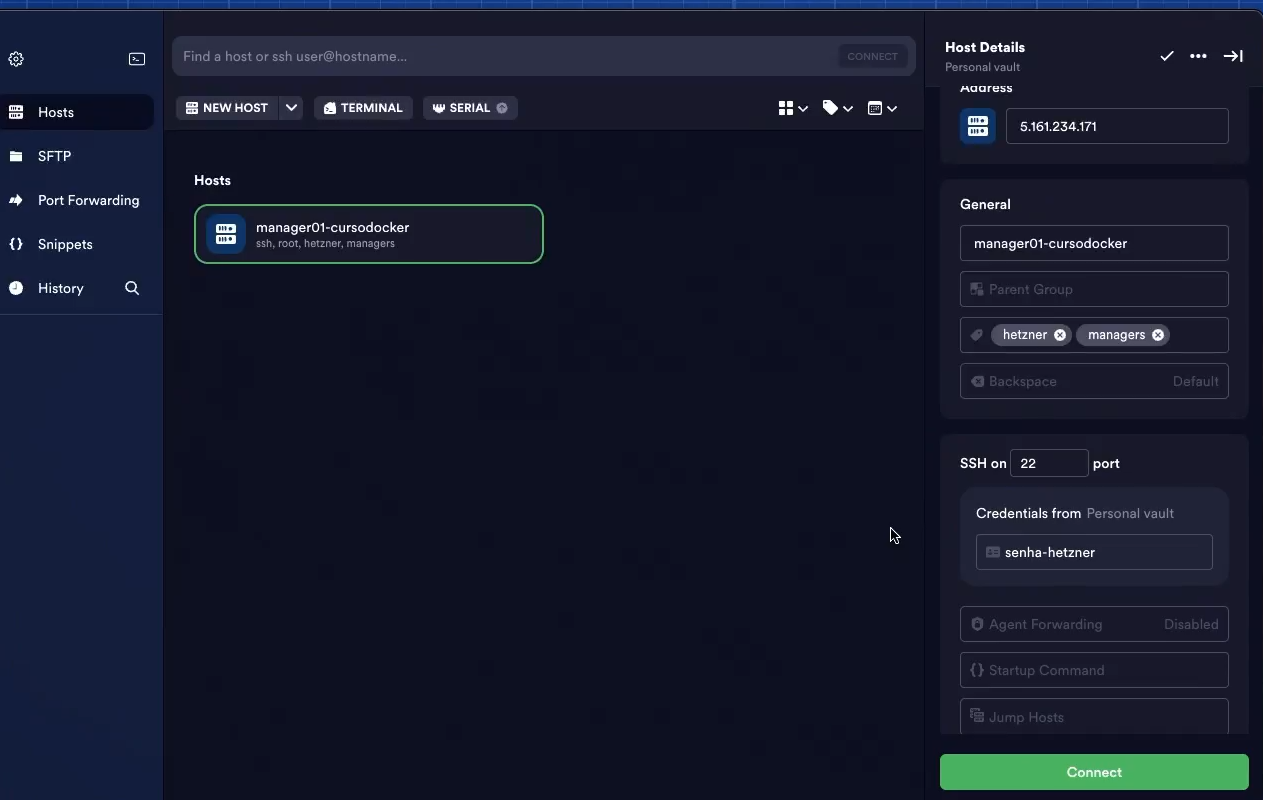 Find a host or ssh user@hostname...
CONNECT
NEW HOST
TERMINAL
SERIAL
Hosts
SFTP
Port Forwarding
Snippets
History
Hosts
manager01-cursodocker
ssh, root, hetzner, managers
Host Details
Personal vault
Address
5.161.234.171
General
manager01-cursodocker
Parent Group
hetzner managers
Backspace Default
SSH on 22 port
Credentials from Personal vault
senha-hetzner
Agent Forwarding Disabled
{} Startup Command
Jump Hosts
Connect